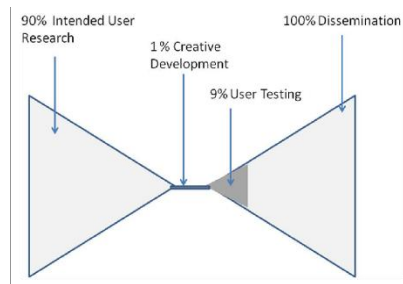 90% Intended User
Research
1% Creative
Development
100% Dissemination
9% User Testing